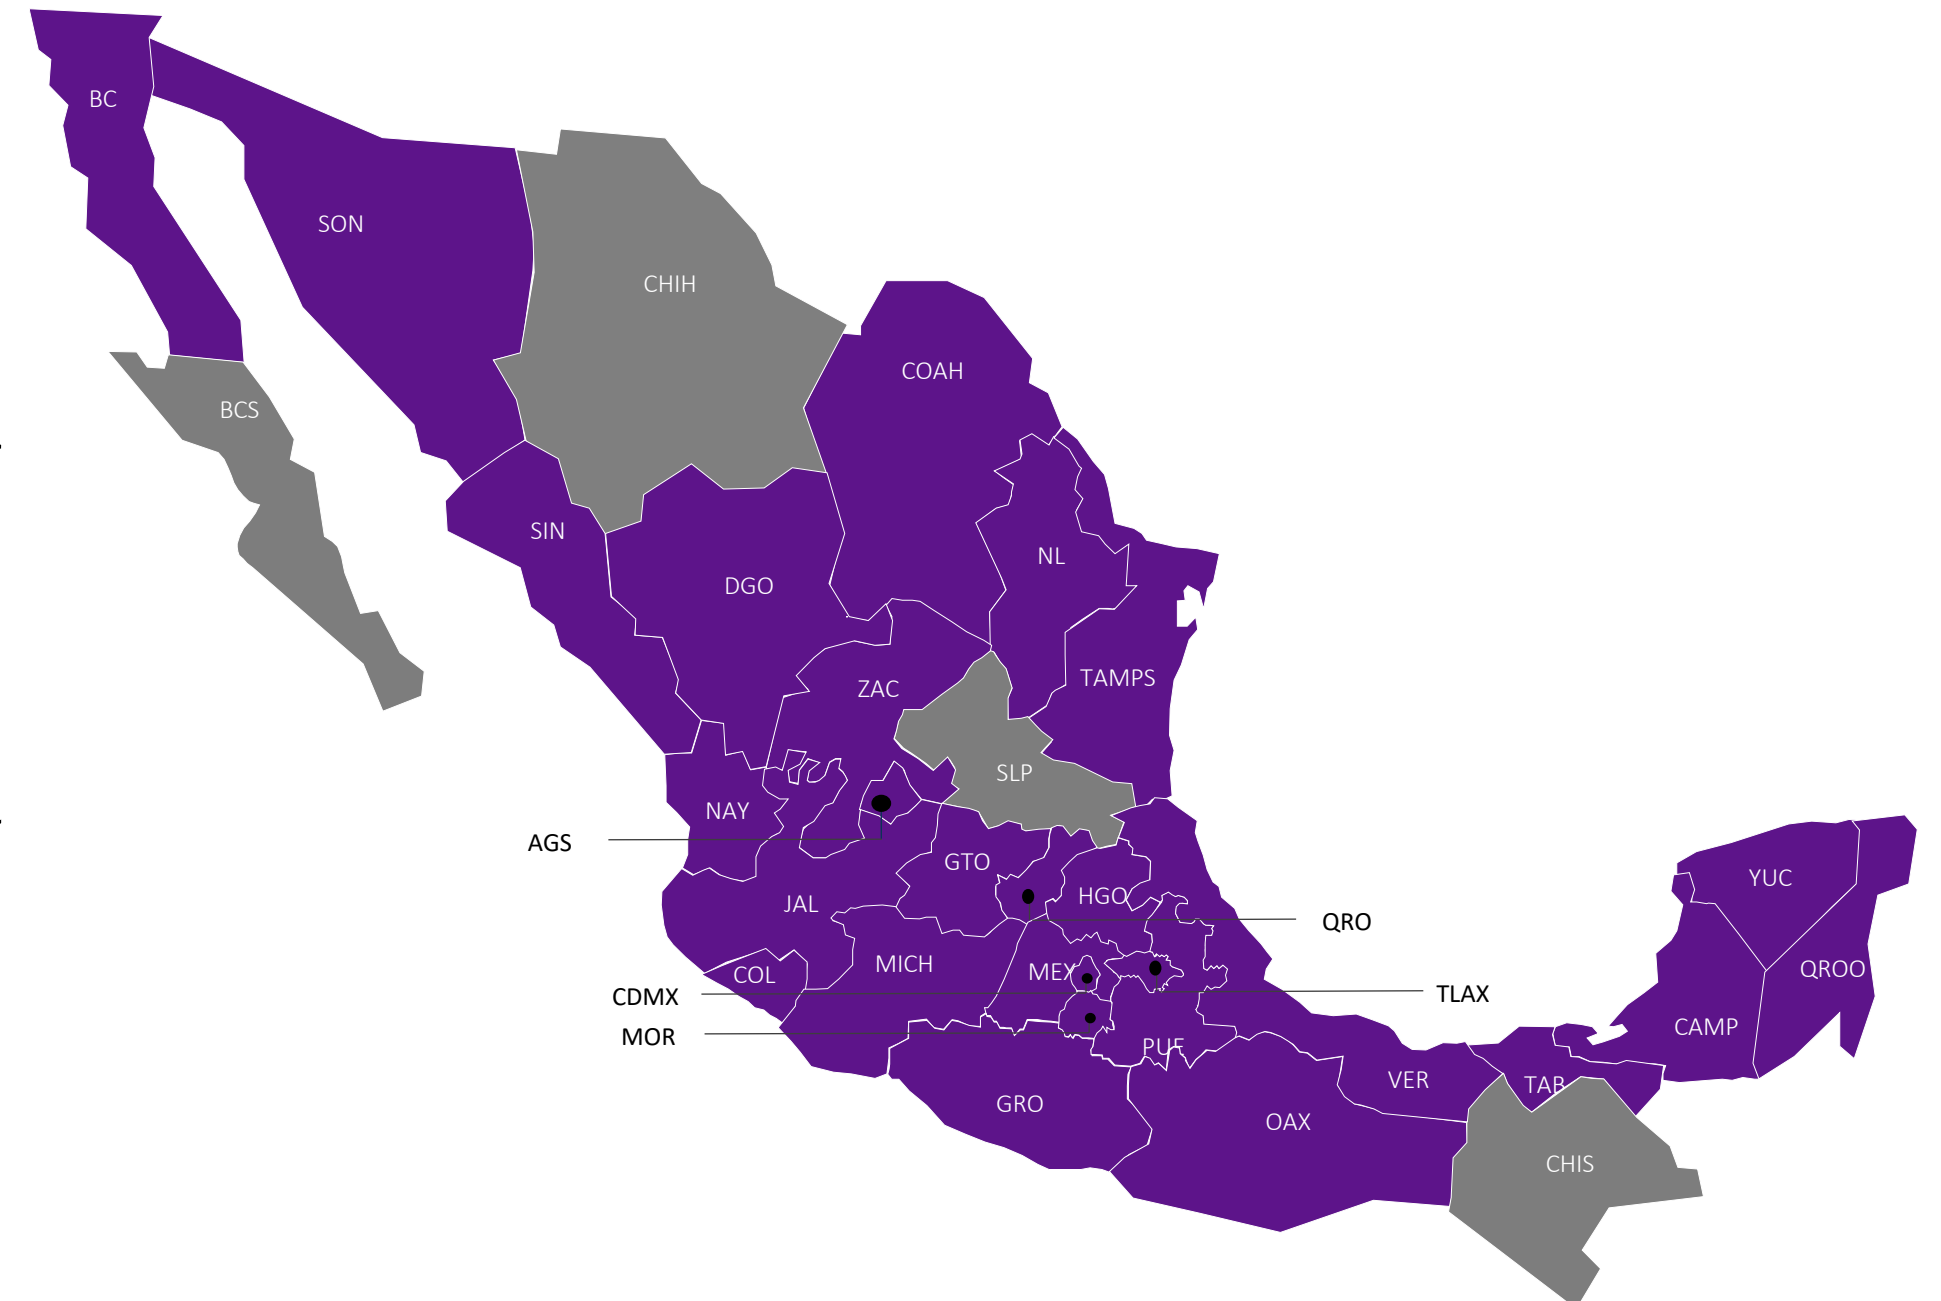 BC
SON
CHIH
COAH
BCS
SIN
NL
DGO
TAMPS
ZAC
SLP
NAY
AGS
GTO
YUC
HGO
JAL
QRO
MICH
MEX
COL
QROO
CDMX
TLAX
MOR
CAMP
PUE
VER
TAB
GRO
OAX
CHIS